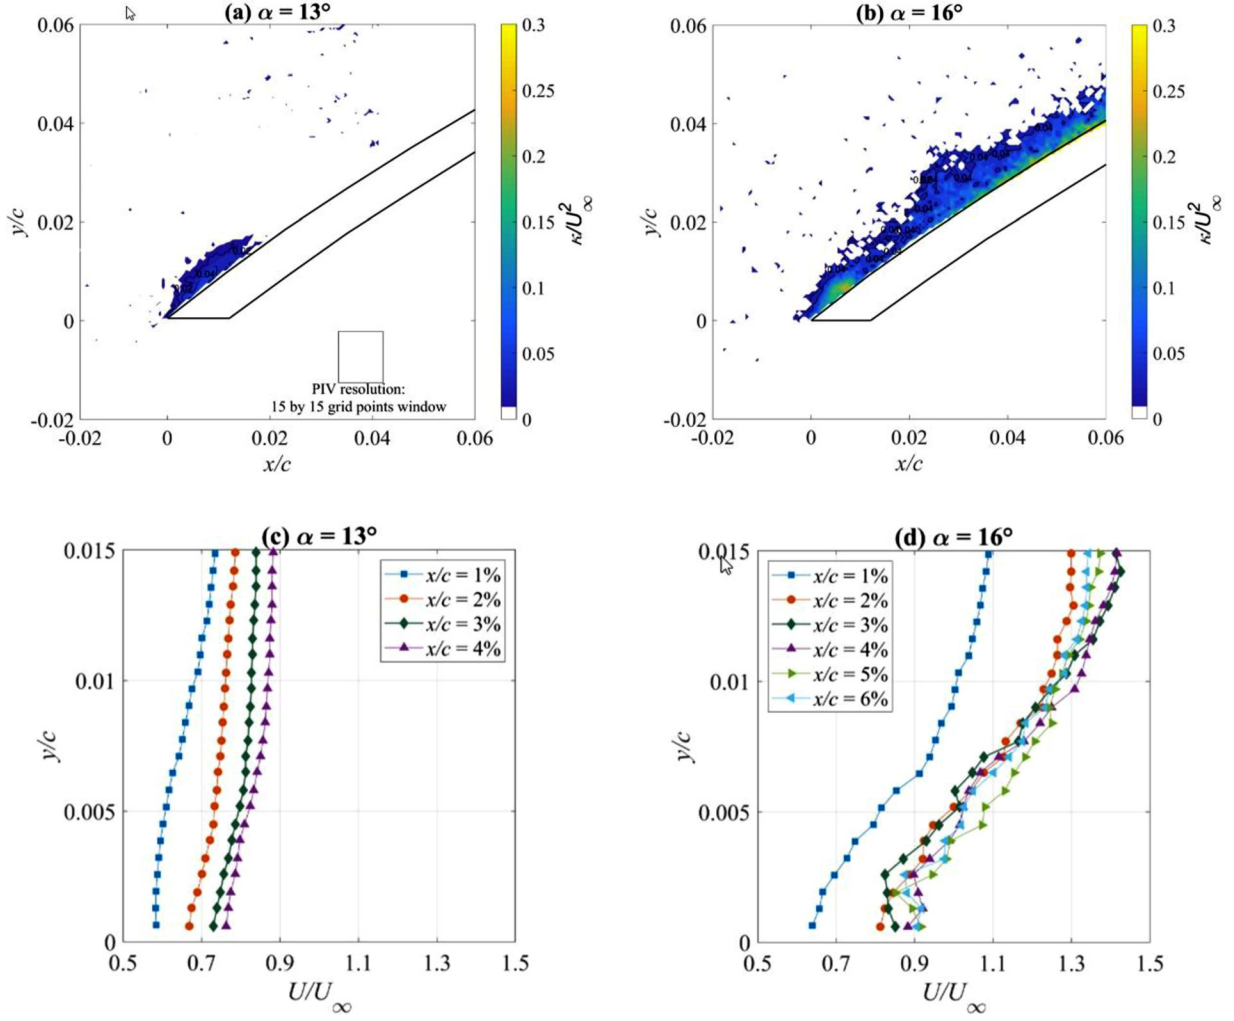 (a) α = 13°
0.06
0.04
0.02
0
-0.02
-0.02
0
0.02
0.04
0.06
y/c
x/c
PIV resolution:
15 by 15 grid points window
0.3
0.25
0.2
0.15
0.1
0.05
0
κ/U²∞
(b) α = 16°
0.06
0.04
0.02
0
-0.02
-0.02
0
0.02
0.04
0.06
y/c
x/c
0.3
0.25
0.2
0.15
0.1
0.05
0
κ/U²∞
(c) α = 13°
0.015
0.01
0.005
0
0.5
0.7
0.9
1.1
1.3
1.5
y/c
U/U∞
x/c = 1%
x/c = 2%
x/c = 3%
x/c = 4%
(d) α = 16°
0.015
0.01
0.005
0
0.5
0.7
0.9
1.1
1.3
1.5
y/c
U/U∞
x/c = 1%
x/c = 2%
x/c = 3%
x/c = 4%
x/c = 5%
x/c = 6%